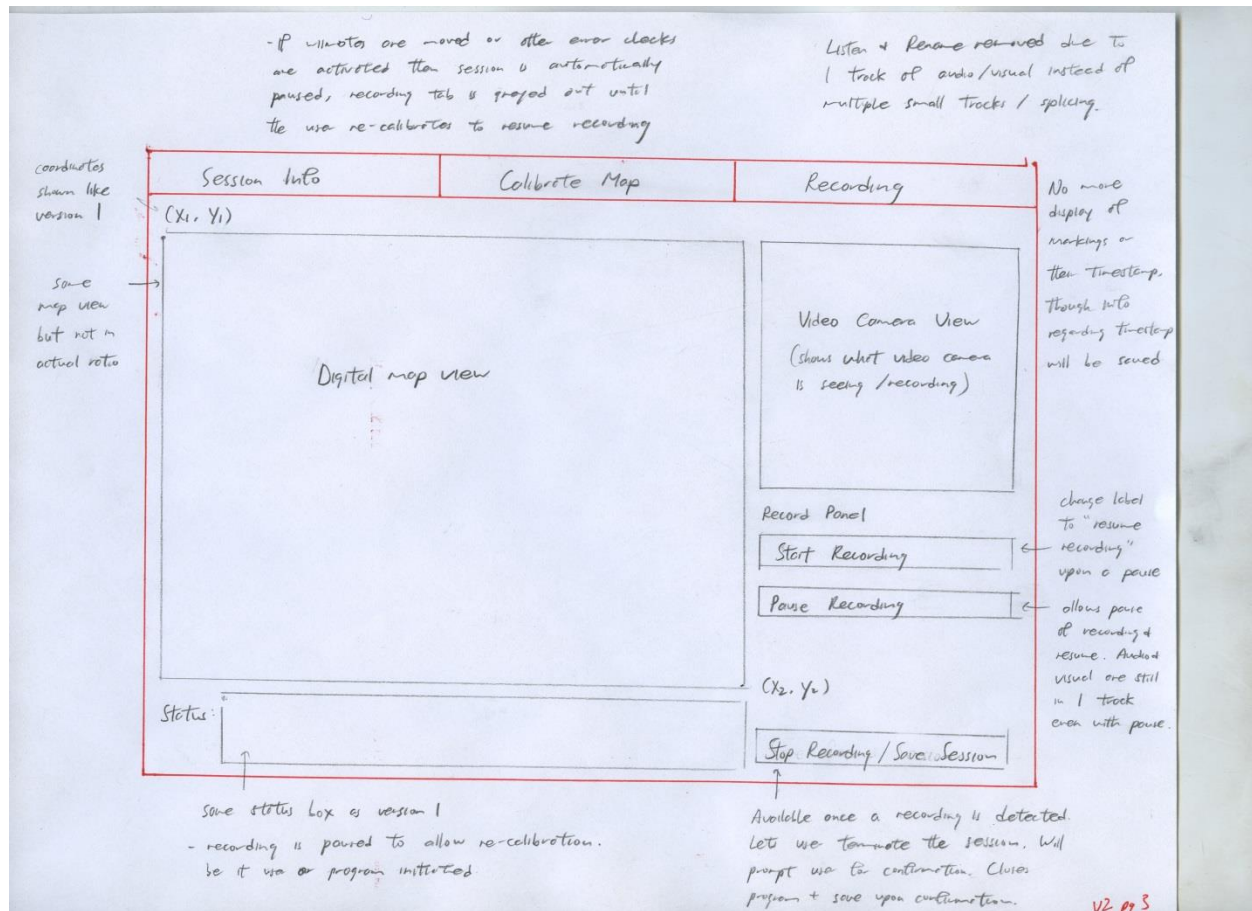 - If wiimotes are moved or other error checks
are activated then session is automatically
paused, recording tab is greyed out until
the user re-calibrates to resume recording
Listen & Rename removed due to
1 track of audio/visual instead of
multiple small tracks / splicing.
coordinates
shown like
version 1
same
map view
but not in
actual ratio
Session Info
Calibrate Map
Recording
(X1, Y1)
Digital map view
Video Camera View
(shows what video camera
is seeing /recording)
No more
display of
markings or
their timestamp.
Though info
regarding timestamp
will be saved
Record Panel
Start Recording
Pause Recording
change label
to "resume
recording"
upon a pause
allows pause
of recording &
resume. Audio &
visual are still
in 1 track
even with pause.
(X2, Y2)
Status:
Stop Recording / Save Session
same status box as version 1
- recording is paused to allow re-calibration.
be it user or program initiated
Available once a recording is detected.
Lets user terminate the session. Will
prompt user for confirmation. Closes
program + save upon confirmation.
V2 pg 3